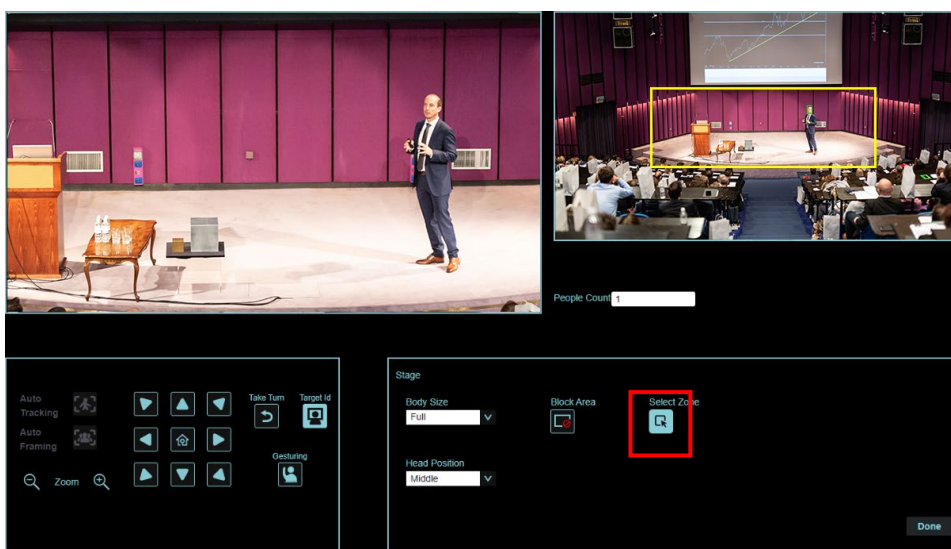 People Count 1
Auto Tracking
Auto Framing
Zoom
Take Turn
Target Id
Gesturing
Stage
Body Size
Full
Block Area
Select Zone
Head Position
Middle
Done